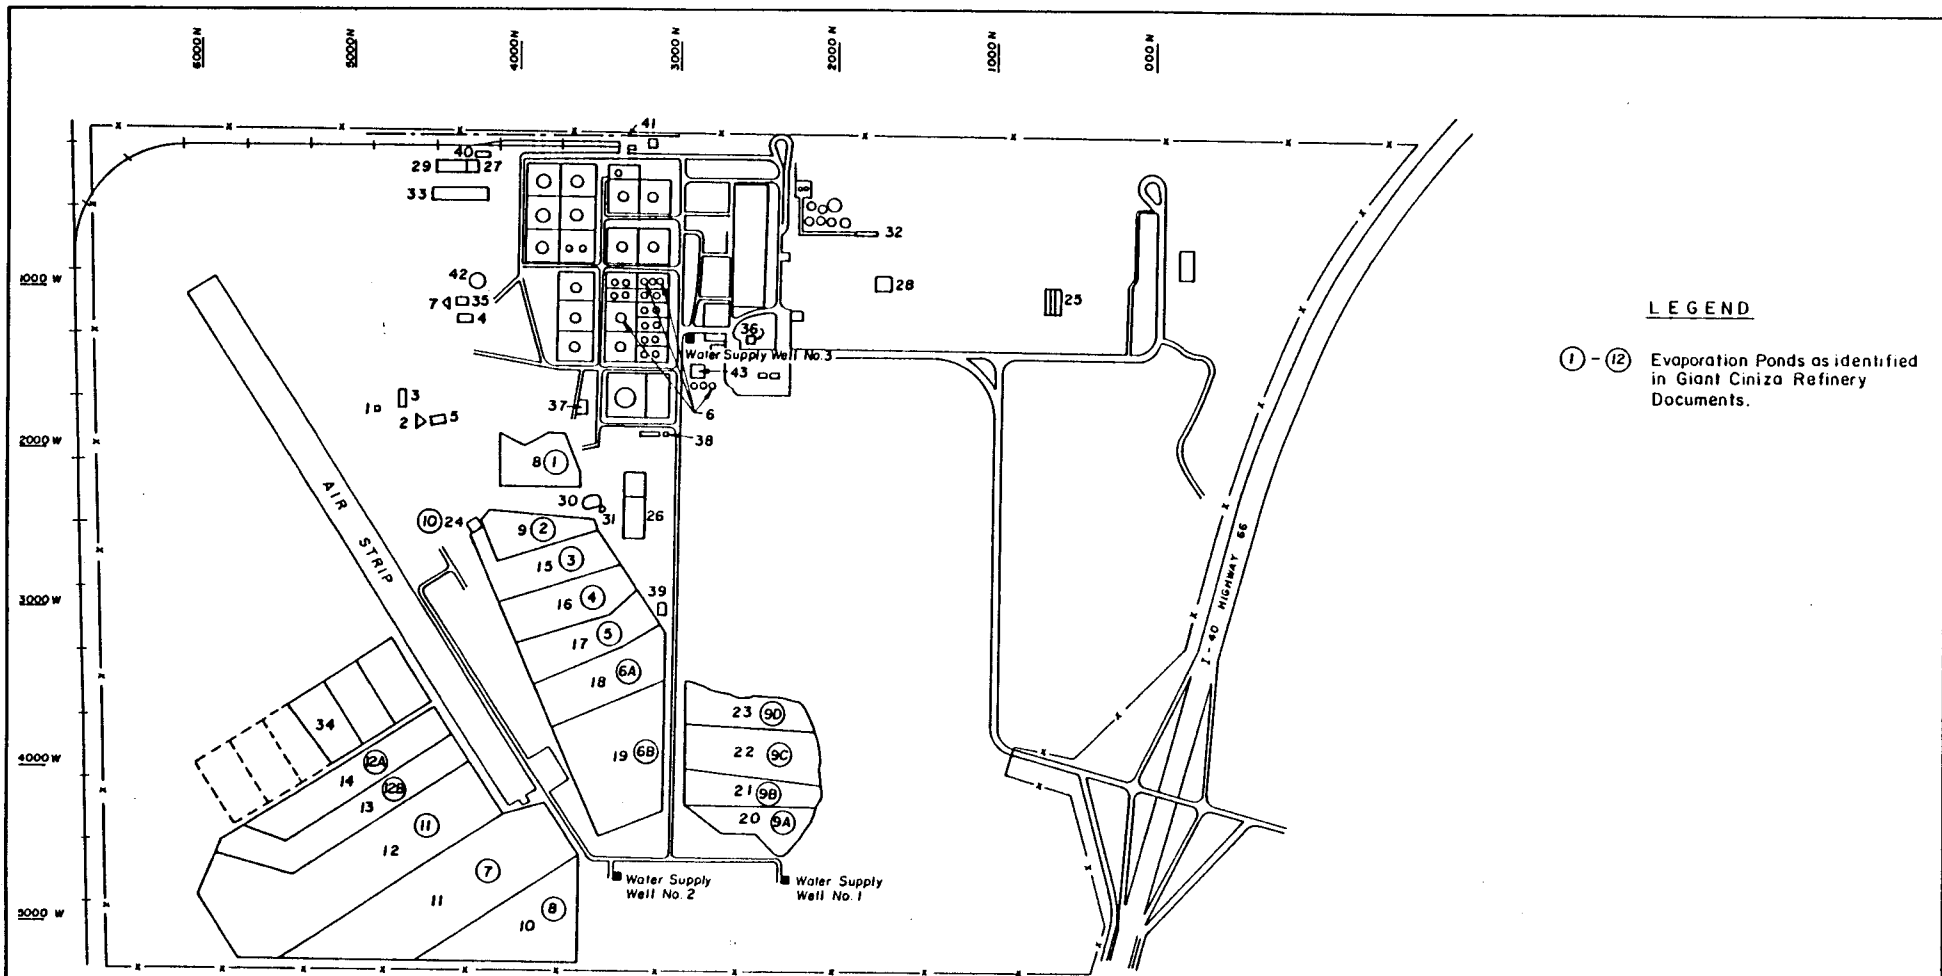 6000 N
5000 N
4000 N
3000 N
2000 N
1000 N
000 N
41
40
29
27
33
32
1000 W
42
7
35
4
28
25
36
Water Supply Well No. 3
43
LEGEND
1 - 12 Evaporation Ponds as identified
in Giant Ciniza Refinery
Documents.
1
3
2
5
37
6
38
2000 W
8 1
30
31
26
10 24
9 2
AIR STRIP
15 3
16 4
39
3000 W
17 5
18 6A
I-40 HIGHWAY 66
34
23 9D
19 6B
22 9C
4000 W
14 12A
13 12B
21 9B
20 9A
12 11
11 7
10 8
Water Supply
Well No. 2
Water Supply
Well No. 1
5000 W